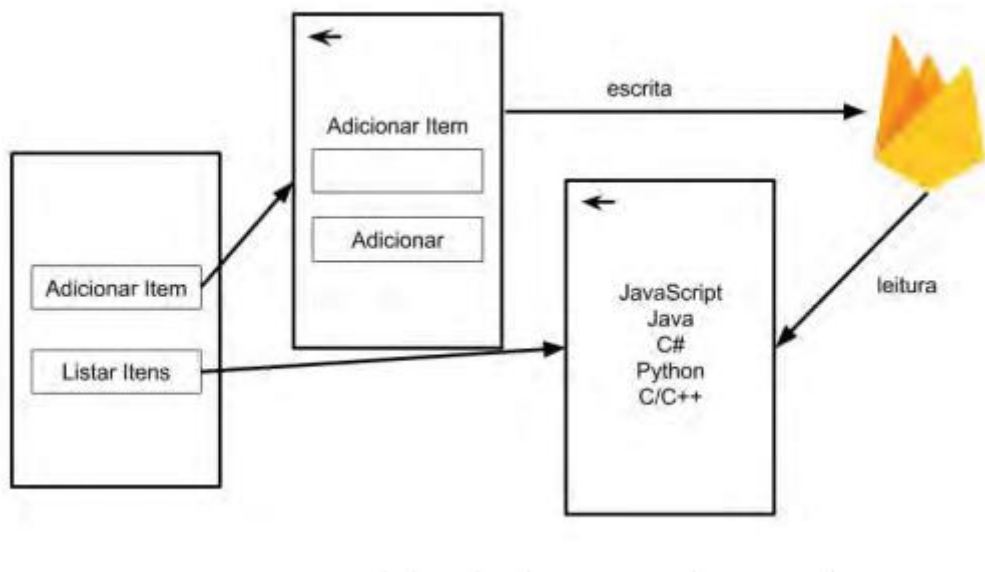 Adicionar Item
Listar Itens
Adicionar Item
Adicionar
escrita
JavaScript
Java
C#
Python
C/C++
leitura